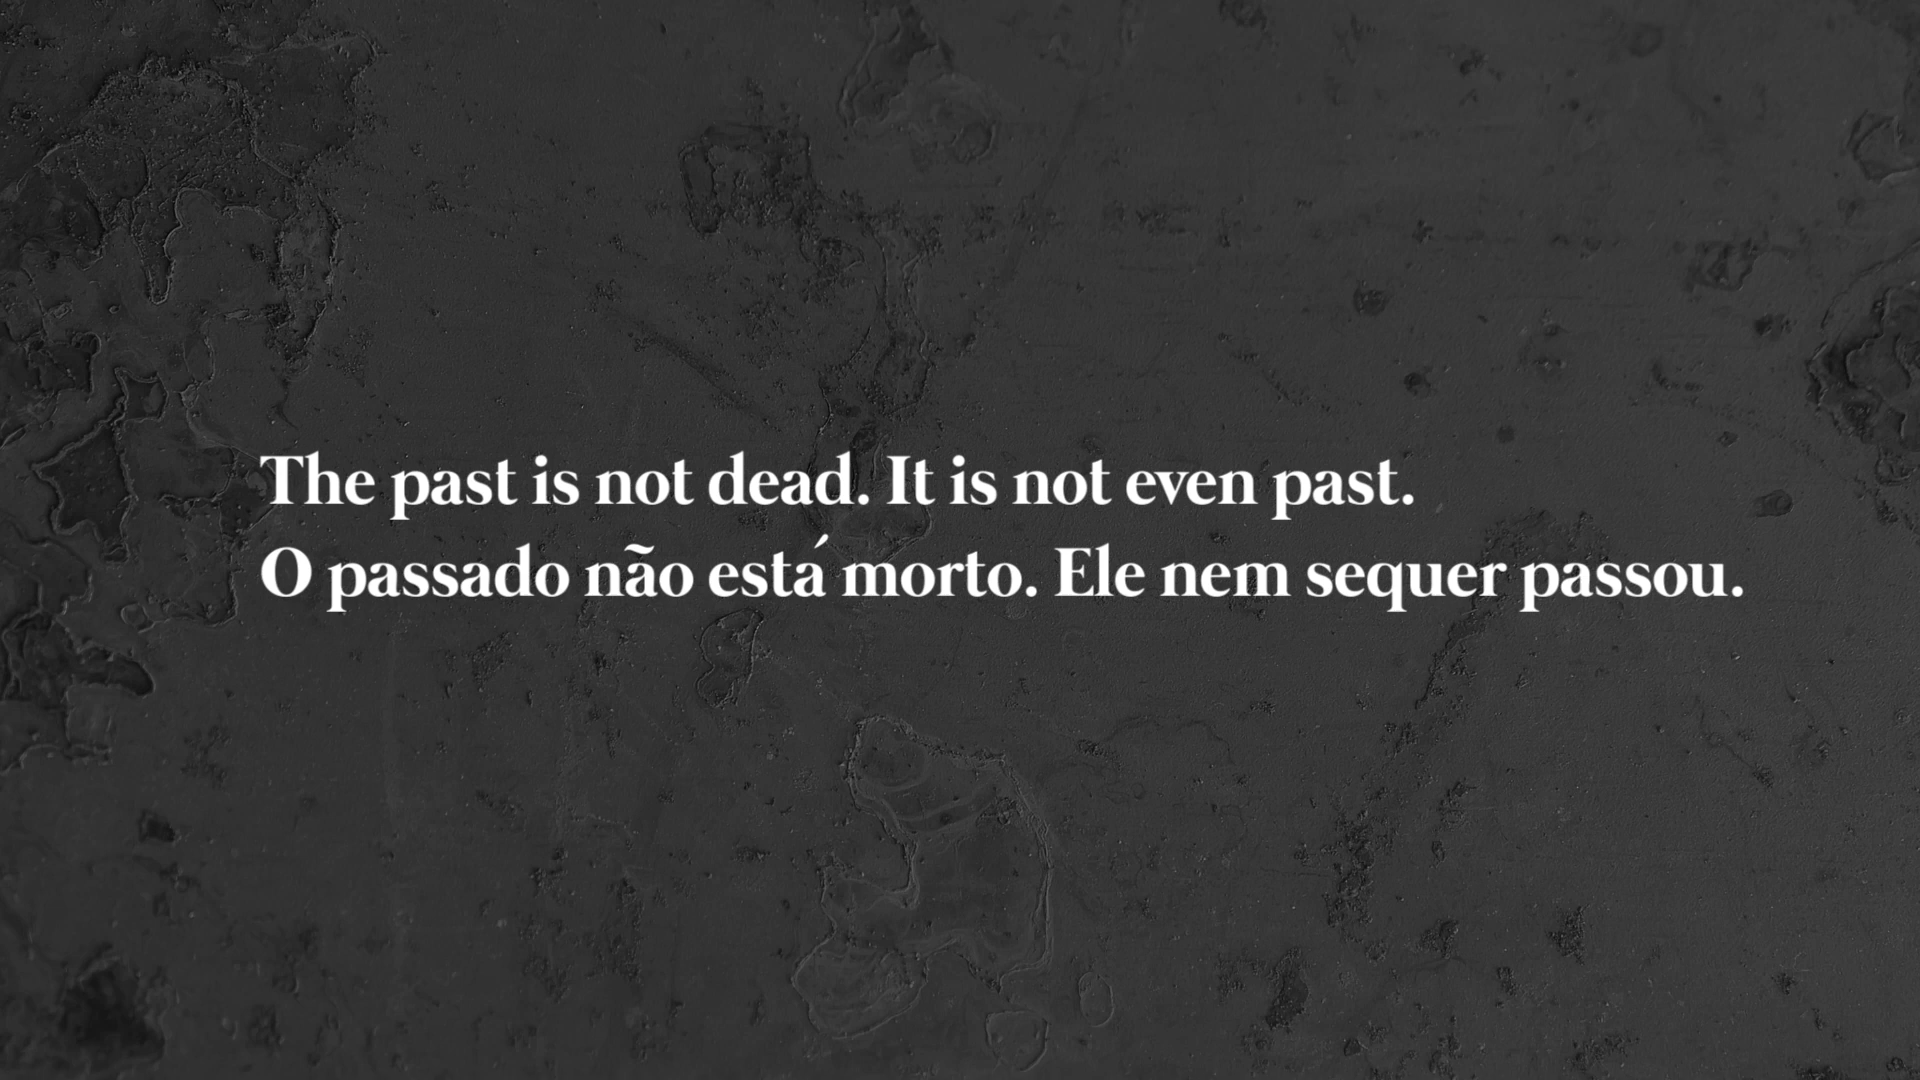 The past is not dead. It is not even past.
O passado não está morto. Ele nem sequer passou.